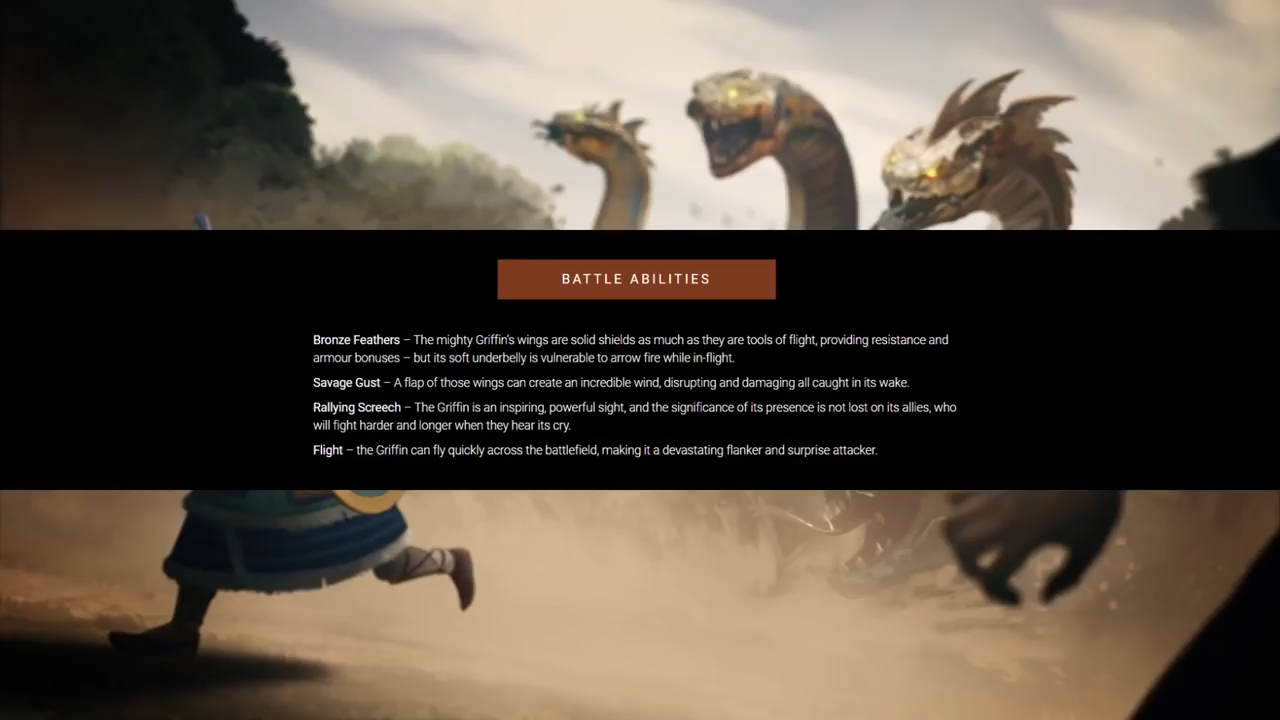 BATTLE ABILITIES
Bronze Feathers – The mighty Griffin's wings are solid shields as much as they are tools of flight, providing resistance and
armour bonuses – but its soft underbelly is vulnerable to arrow fire while in-flight.
Savage Gust – A flap of those wings can create an incredible wind, disrupting and damaging all caught in its wake.
Rallying Screech – The Griffin is an inspiring, powerful sight, and the significance of its presence is not lost on its allies, who
will fight harder and longer when they hear its cry.
Flight – the Griffin can fly quickly across the battlefield, making it a devastating flanker and surprise attacker.